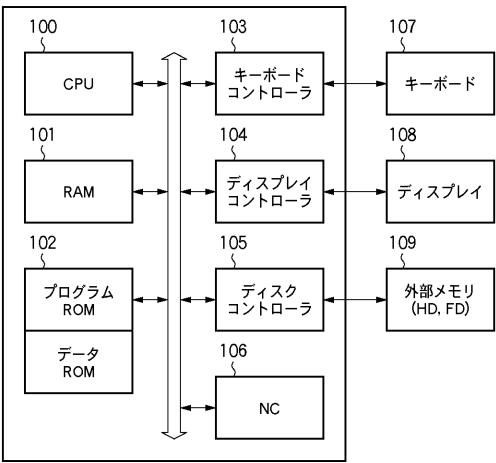 100
CPU
101
RAM
102
プログラム
ROM
データ
ROM
103
キーボード
コントローラ
104
ディスプレイ
コントローラ
105
ディスク
コントローラ
106
NC
107
キーボード
108
ディスプレイ
109
外部メモリ
(HD, FD)